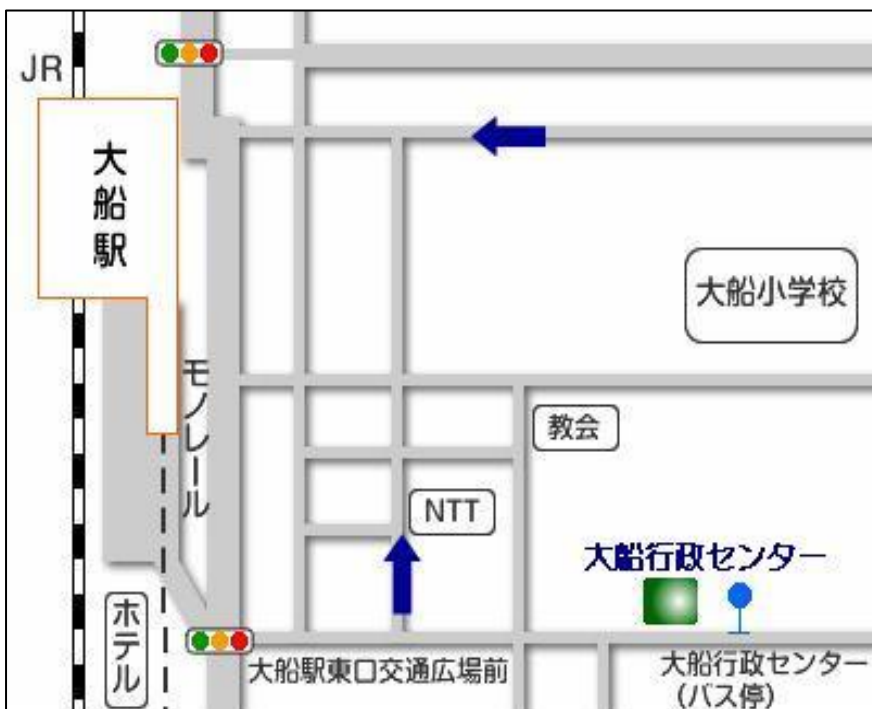 JR
大船駅
大船小学校
モノレール
教会
NTT
大船行政センター
ホテル
大船駅東口交通広場前
大船行政センター
(バス停)